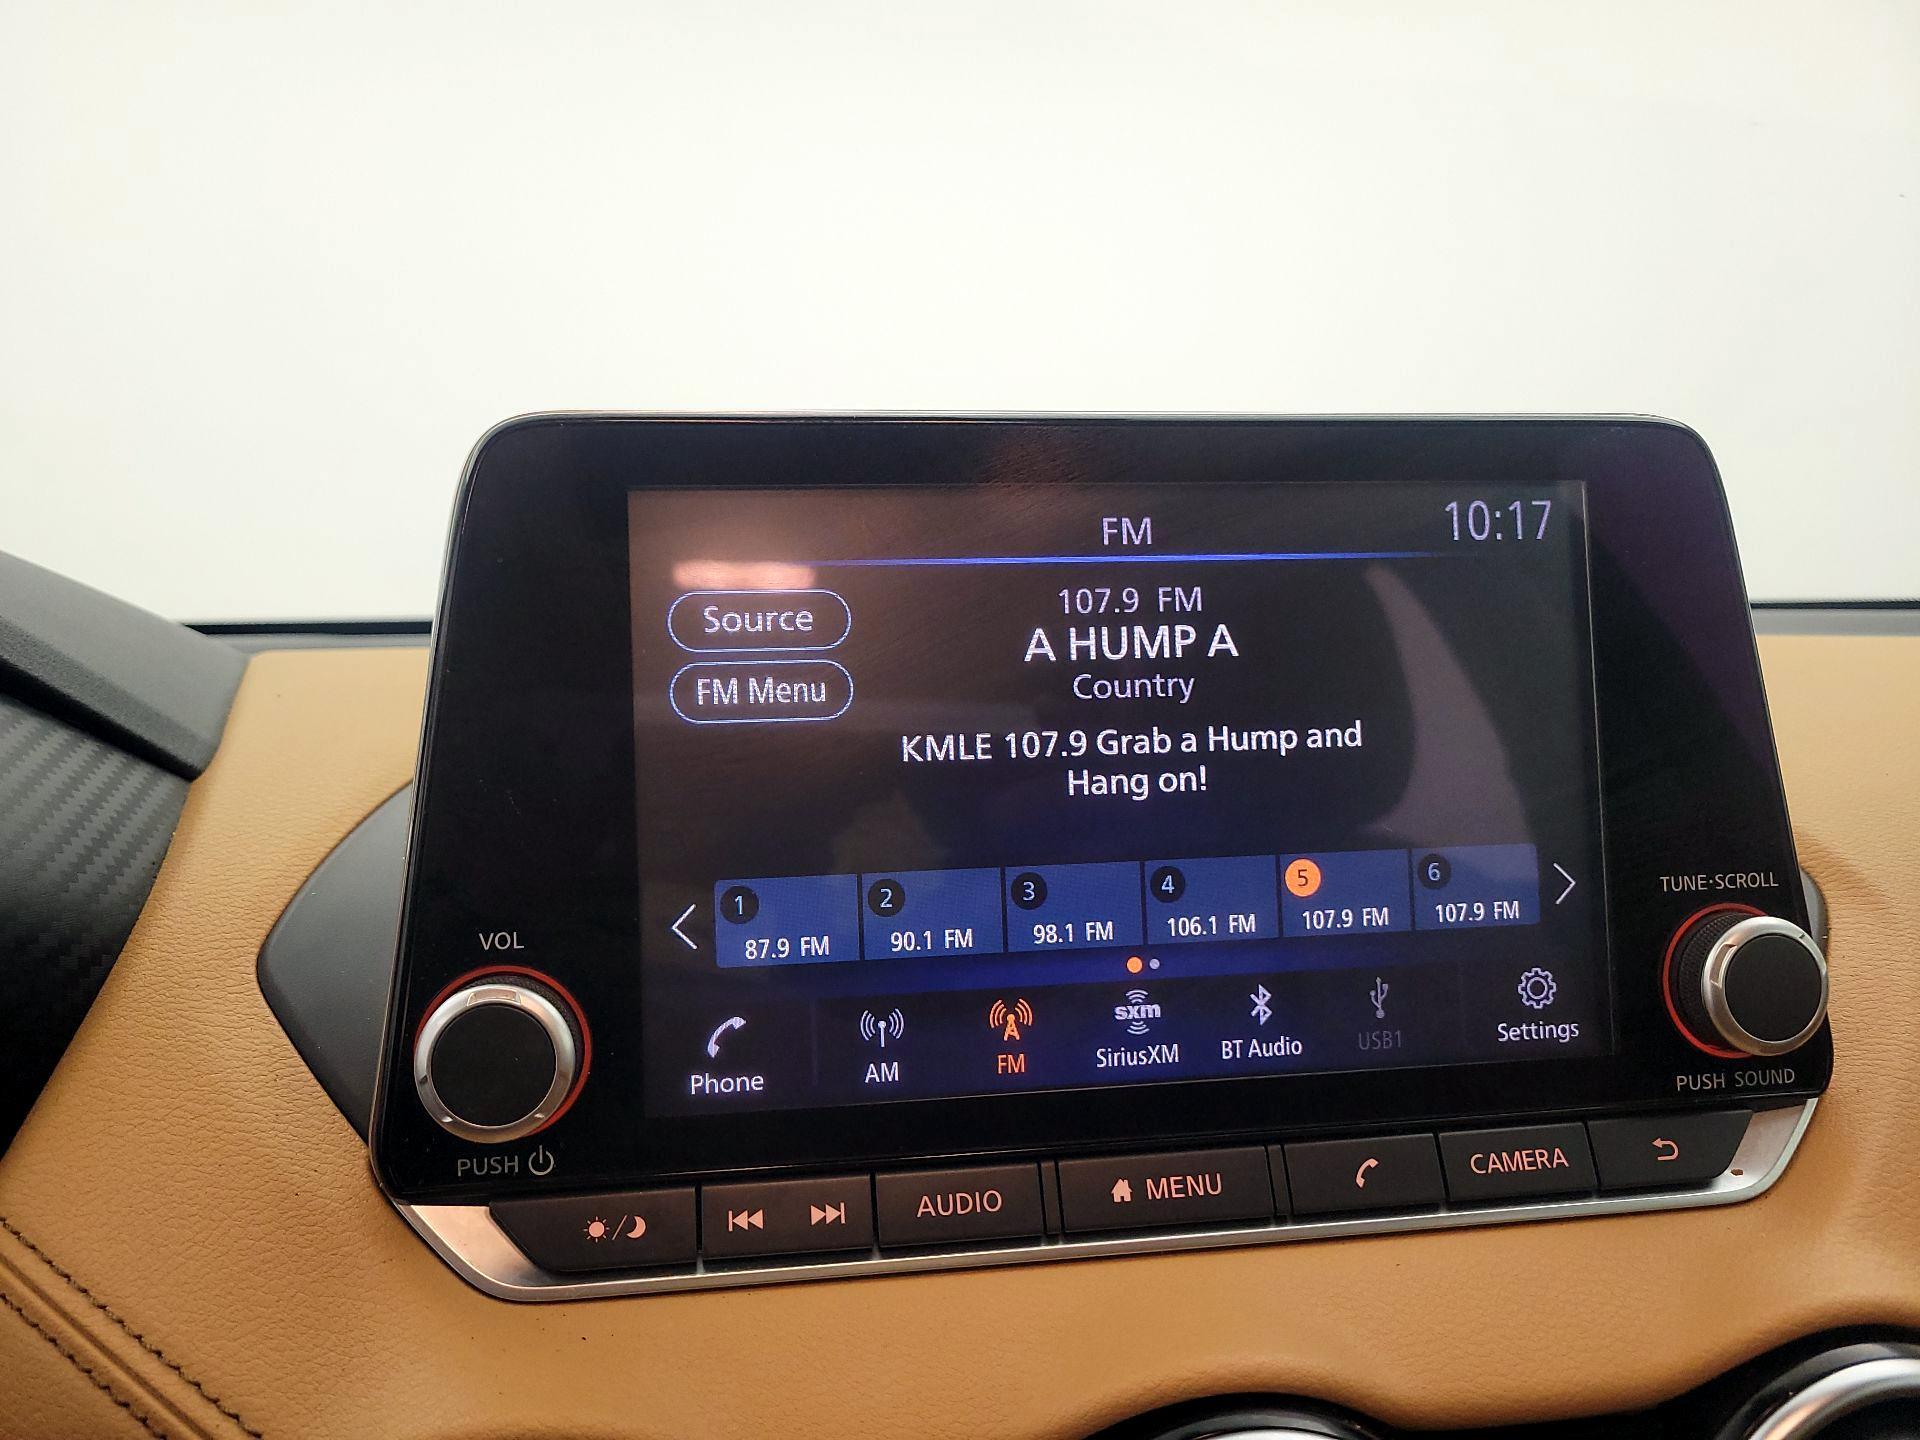 FM
10:17
Source
107.9 FM
A HUMP A
FM Menu
Country
KMLE 107.9 Grab a Hump and
Hang on!
1
87.9 FM
2
90.1 FM
3
98.1 FM
4
106.1 FM
5
107.9 FM
6
107.9 FM
Phone
AM
FM
sxm
SiriusXM
BT Audio
USB1
Settings
VOL
PUSH
TUNE·SCROLL
PUSH SOUND
AUDIO
MENU
CAMERA